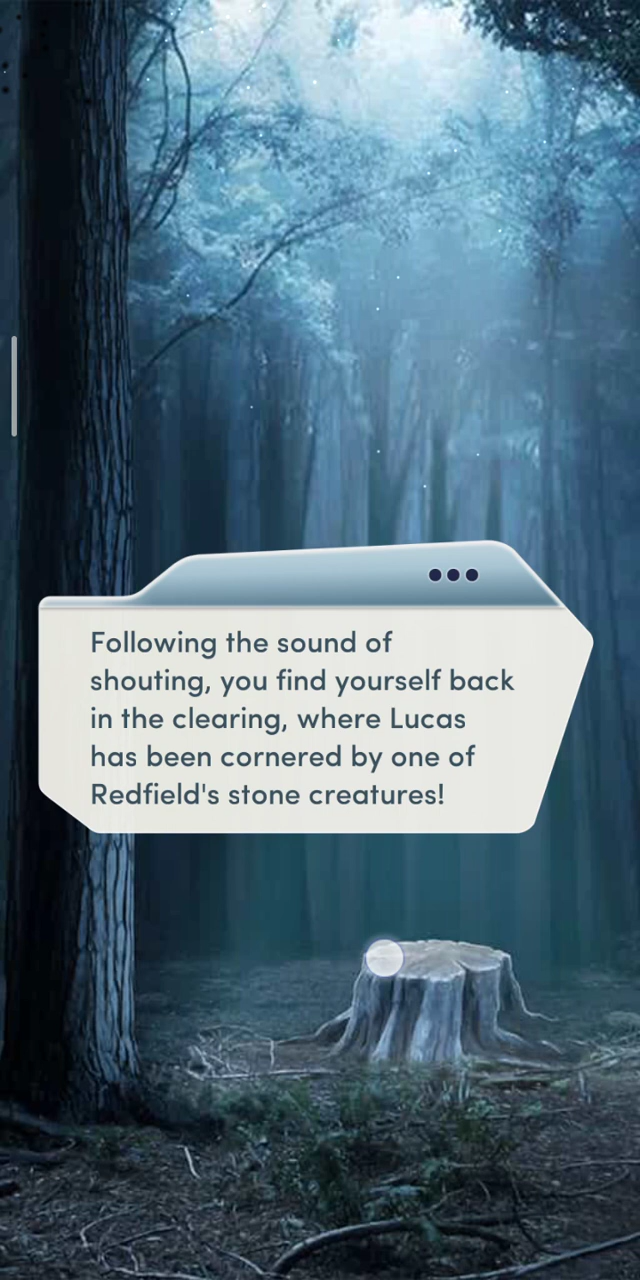 Following the sound of
shouting, you find yourself back
in the clearing, where Lucas
has been cornered by one of
Redfield's stone creatures!